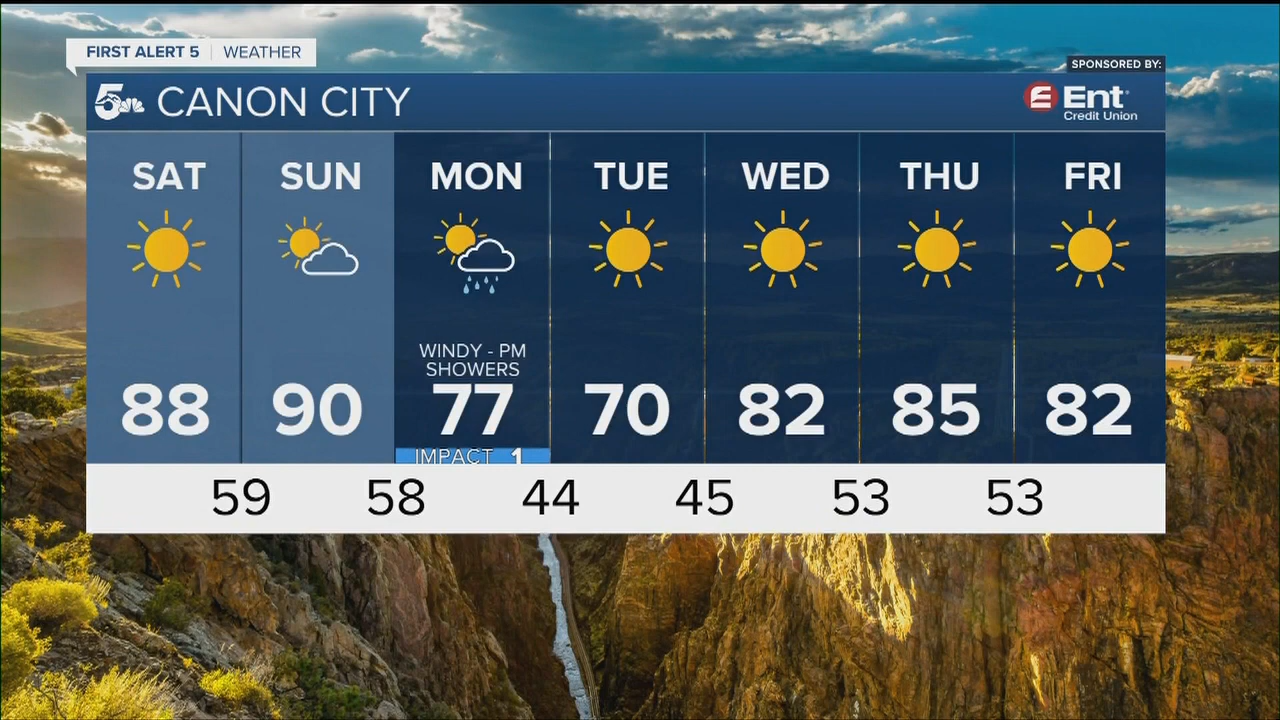 FIRST ALERT 5 | WEATHER
SPONSORED BY:
5 CANON CITY
Ent
Credit Union
SAT SUN MON TUE WED THU FRI
WINDY - PM
SHOWERS
88 90 77 70 82 85 82
IMPACT 1
59 58 44 45 53 53